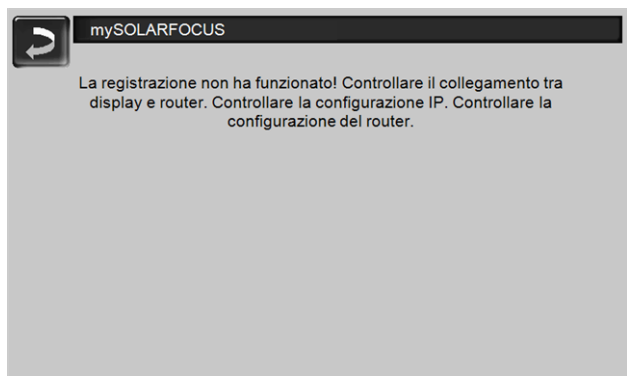 mySOLARFOCUS
La registrazione non ha funzionato! Controllare il collegamento tra
display e router. Controllare la configurazione IP. Controllare la
configurazione del router.